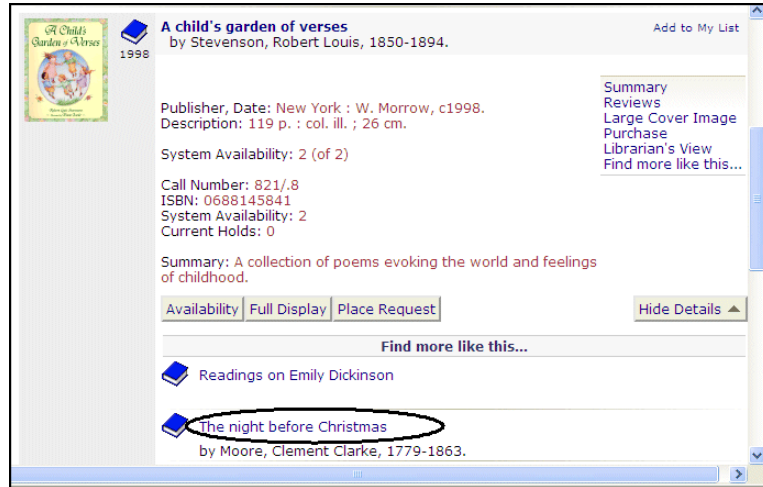 A Child's
Garden of Verses
1998
A child's garden of verses
by Stevenson, Robert Louis, 1850-1894.
Add to My List
Publisher, Date: New York : W. Morrow, c1998.
Description: 119 p. : col. ill. ; 26 cm.
System Availability: 2 (of 2)
Call Number: 821/.8
ISBN: 0688145841
System Availability: 2
Current Holds: 0
Summary: A collection of poems evoking the world and feelings
of childhood.
Summary
Reviews
Large Cover Image
Purchase
Librarian's View
Find more like this...
Availability Full Display Place Request Hide Details
Find more like this...
Readings on Emily Dickinson
The night before Christmas
by Moore, Clement Clarke, 1779-1863.